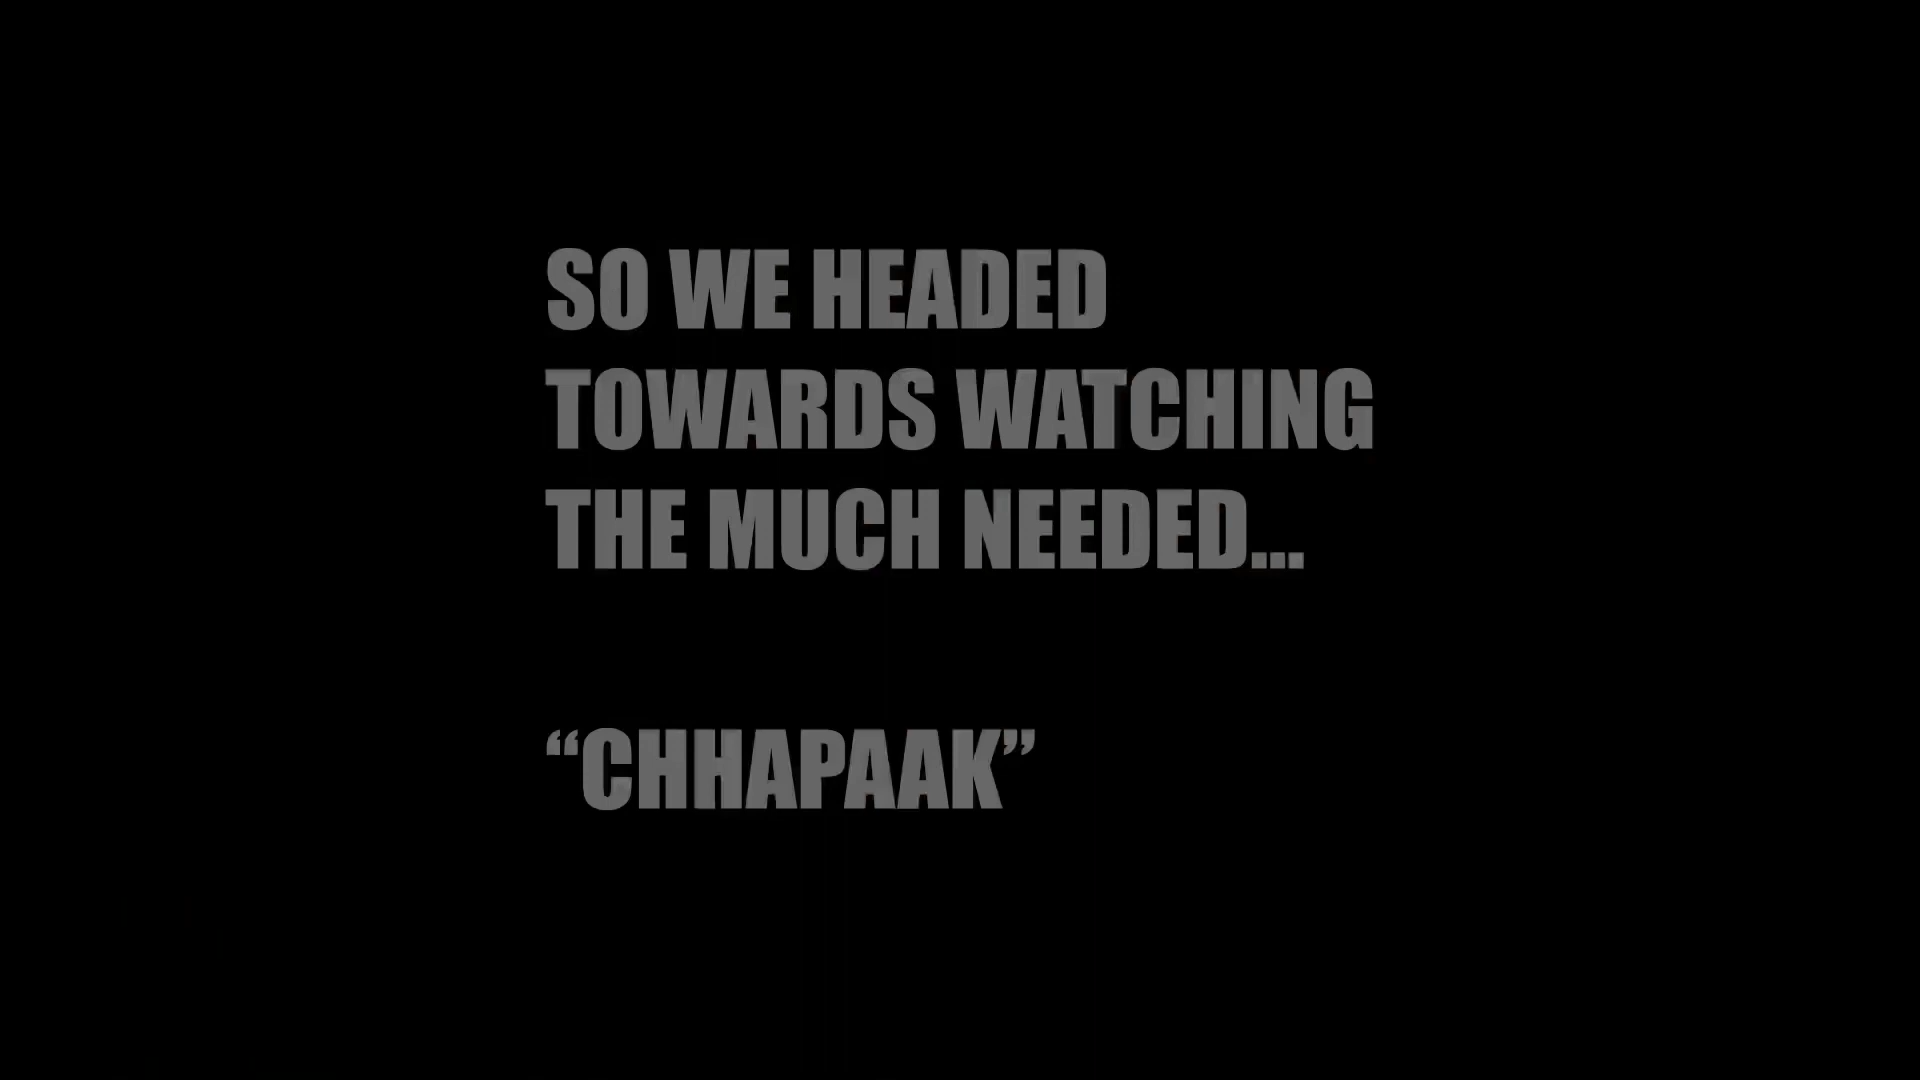 SO WE HEADED
TOWARDS WATCHING
THE MUCH NEEDED...
“CHHAPAAK”